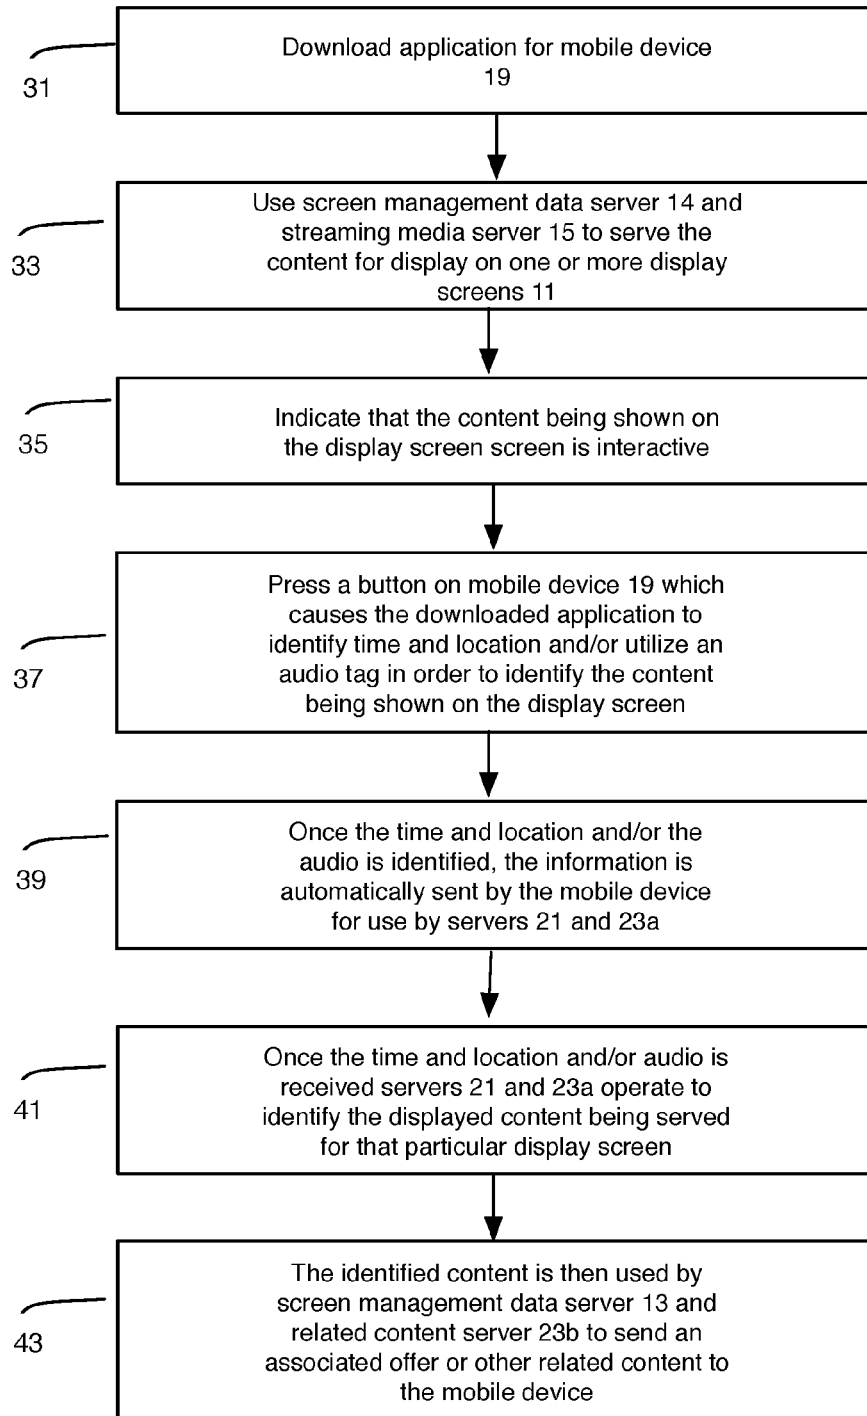 Download application for mobile device
19
31
Use screen management data server 14 and
streaming media server 15 to serve the
content for display on one or more display
screens 11
33
Indicate that the content being shown on
the display screen screen is interactive
35
Press a button on mobile device 19 which
causes the downloaded application to
identify time and location and/or utilize an
audio tag in order to identify the content
being shown on the display screen
37
Once the time and location and/or the
audio is identified, the information is
automatically sent by the mobile device
for use by servers 21 and 23a
39
Once the time and location and/or audio is
received servers 21 and 23a operate to
identify the displayed content being served
for that particular display screen
41
The identified content is then used by
screen management data server 13 and
related content server 23b to send an
associated offer or other related content to
the mobile device
43